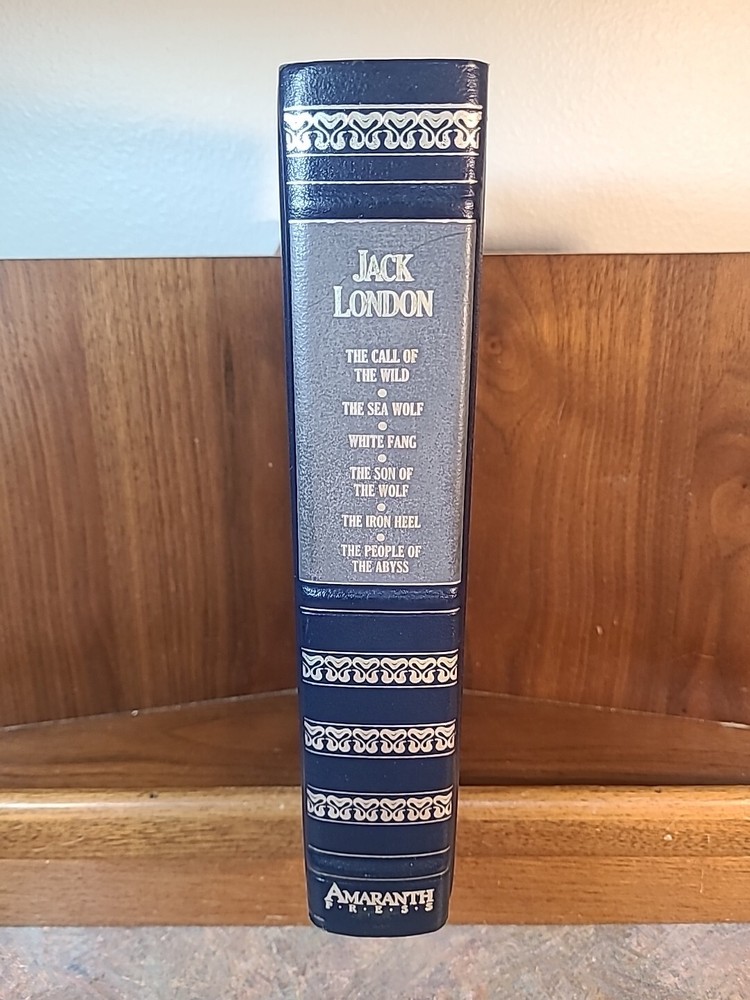 JACK
LONDON
THE CALL OF
THE WILD
THE SEA WOLF
WHITE FANG
THE SON OF
THE WOLF
THE IRON HEEL
THE PEOPLE OF
THE ABYSS
AMARANTH
P·R·E·S·S